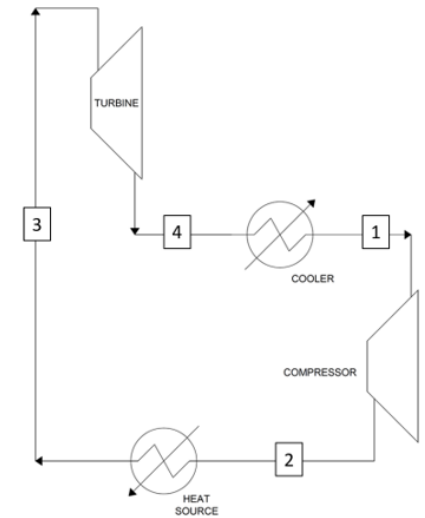 TURBINE
3
4
1
COOLER
COMPRESSOR
2
HEAT
SOURCE